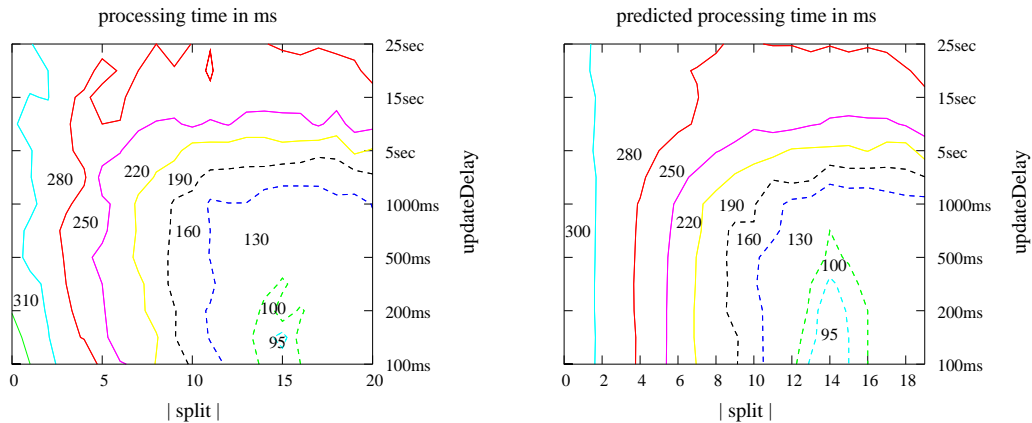 processing time in ms
25sec
15sec
5sec
1000ms
500ms
200ms
100ms
updateDelay
280
220
190
250
160
130
310
100
95
0 5 10 15 20
| split |
predicted processing time in ms
25sec
15sec
5sec
1000ms
500ms
200ms
100ms
updateDelay
280
250
190
300
220
160
130
100
95
0 2 4 6 8 10 12 14 16 18
| split |